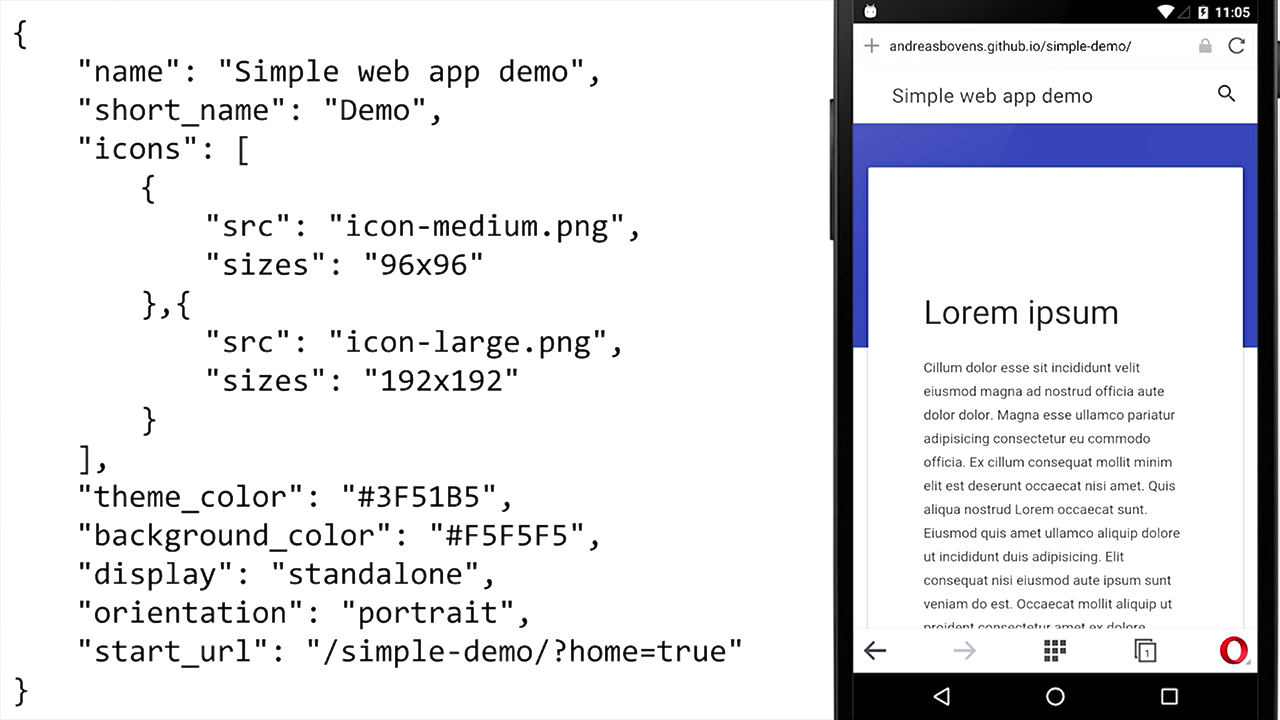 {
"name": "Simple web app demo",
"short_name": "Demo",
"icons": [
{
"src": "icon-medium.png",
"sizes": "96x96"
},{
"src": "icon-large.png",
"sizes": "192x192"
}
],
"theme_color": "#3F51B5",
"background_color": "#F5F5F5",
"display": "standalone",
"orientation": "portrait",
"start_url": "/simple-demo/?home=true"
}
11:05
andreasbovens.github.io/simple-demo/
Simple web app demo
Lorem ipsum
Cillum dolor esse sit incididunt velit
eiusmod magna ad nostrud officia aute
dolor dolor. Magna esse ullamco pariatur
adipisicing consectetur eu commodo
officia. Ex cillum consequat mollit minim
elit est deserunt occaecat nisi amet. Quis
aliqua nostrud Lorem occaecat sunt.
Eiusmod quis amet ullamco aliquip dolore
ut incididunt duis adipisicing. Elit
consequat nisi eiusmod aute ipsum sunt
veniam do est. Occaecat mollit aliquip ut
proident consectetur amet ex dolore
1